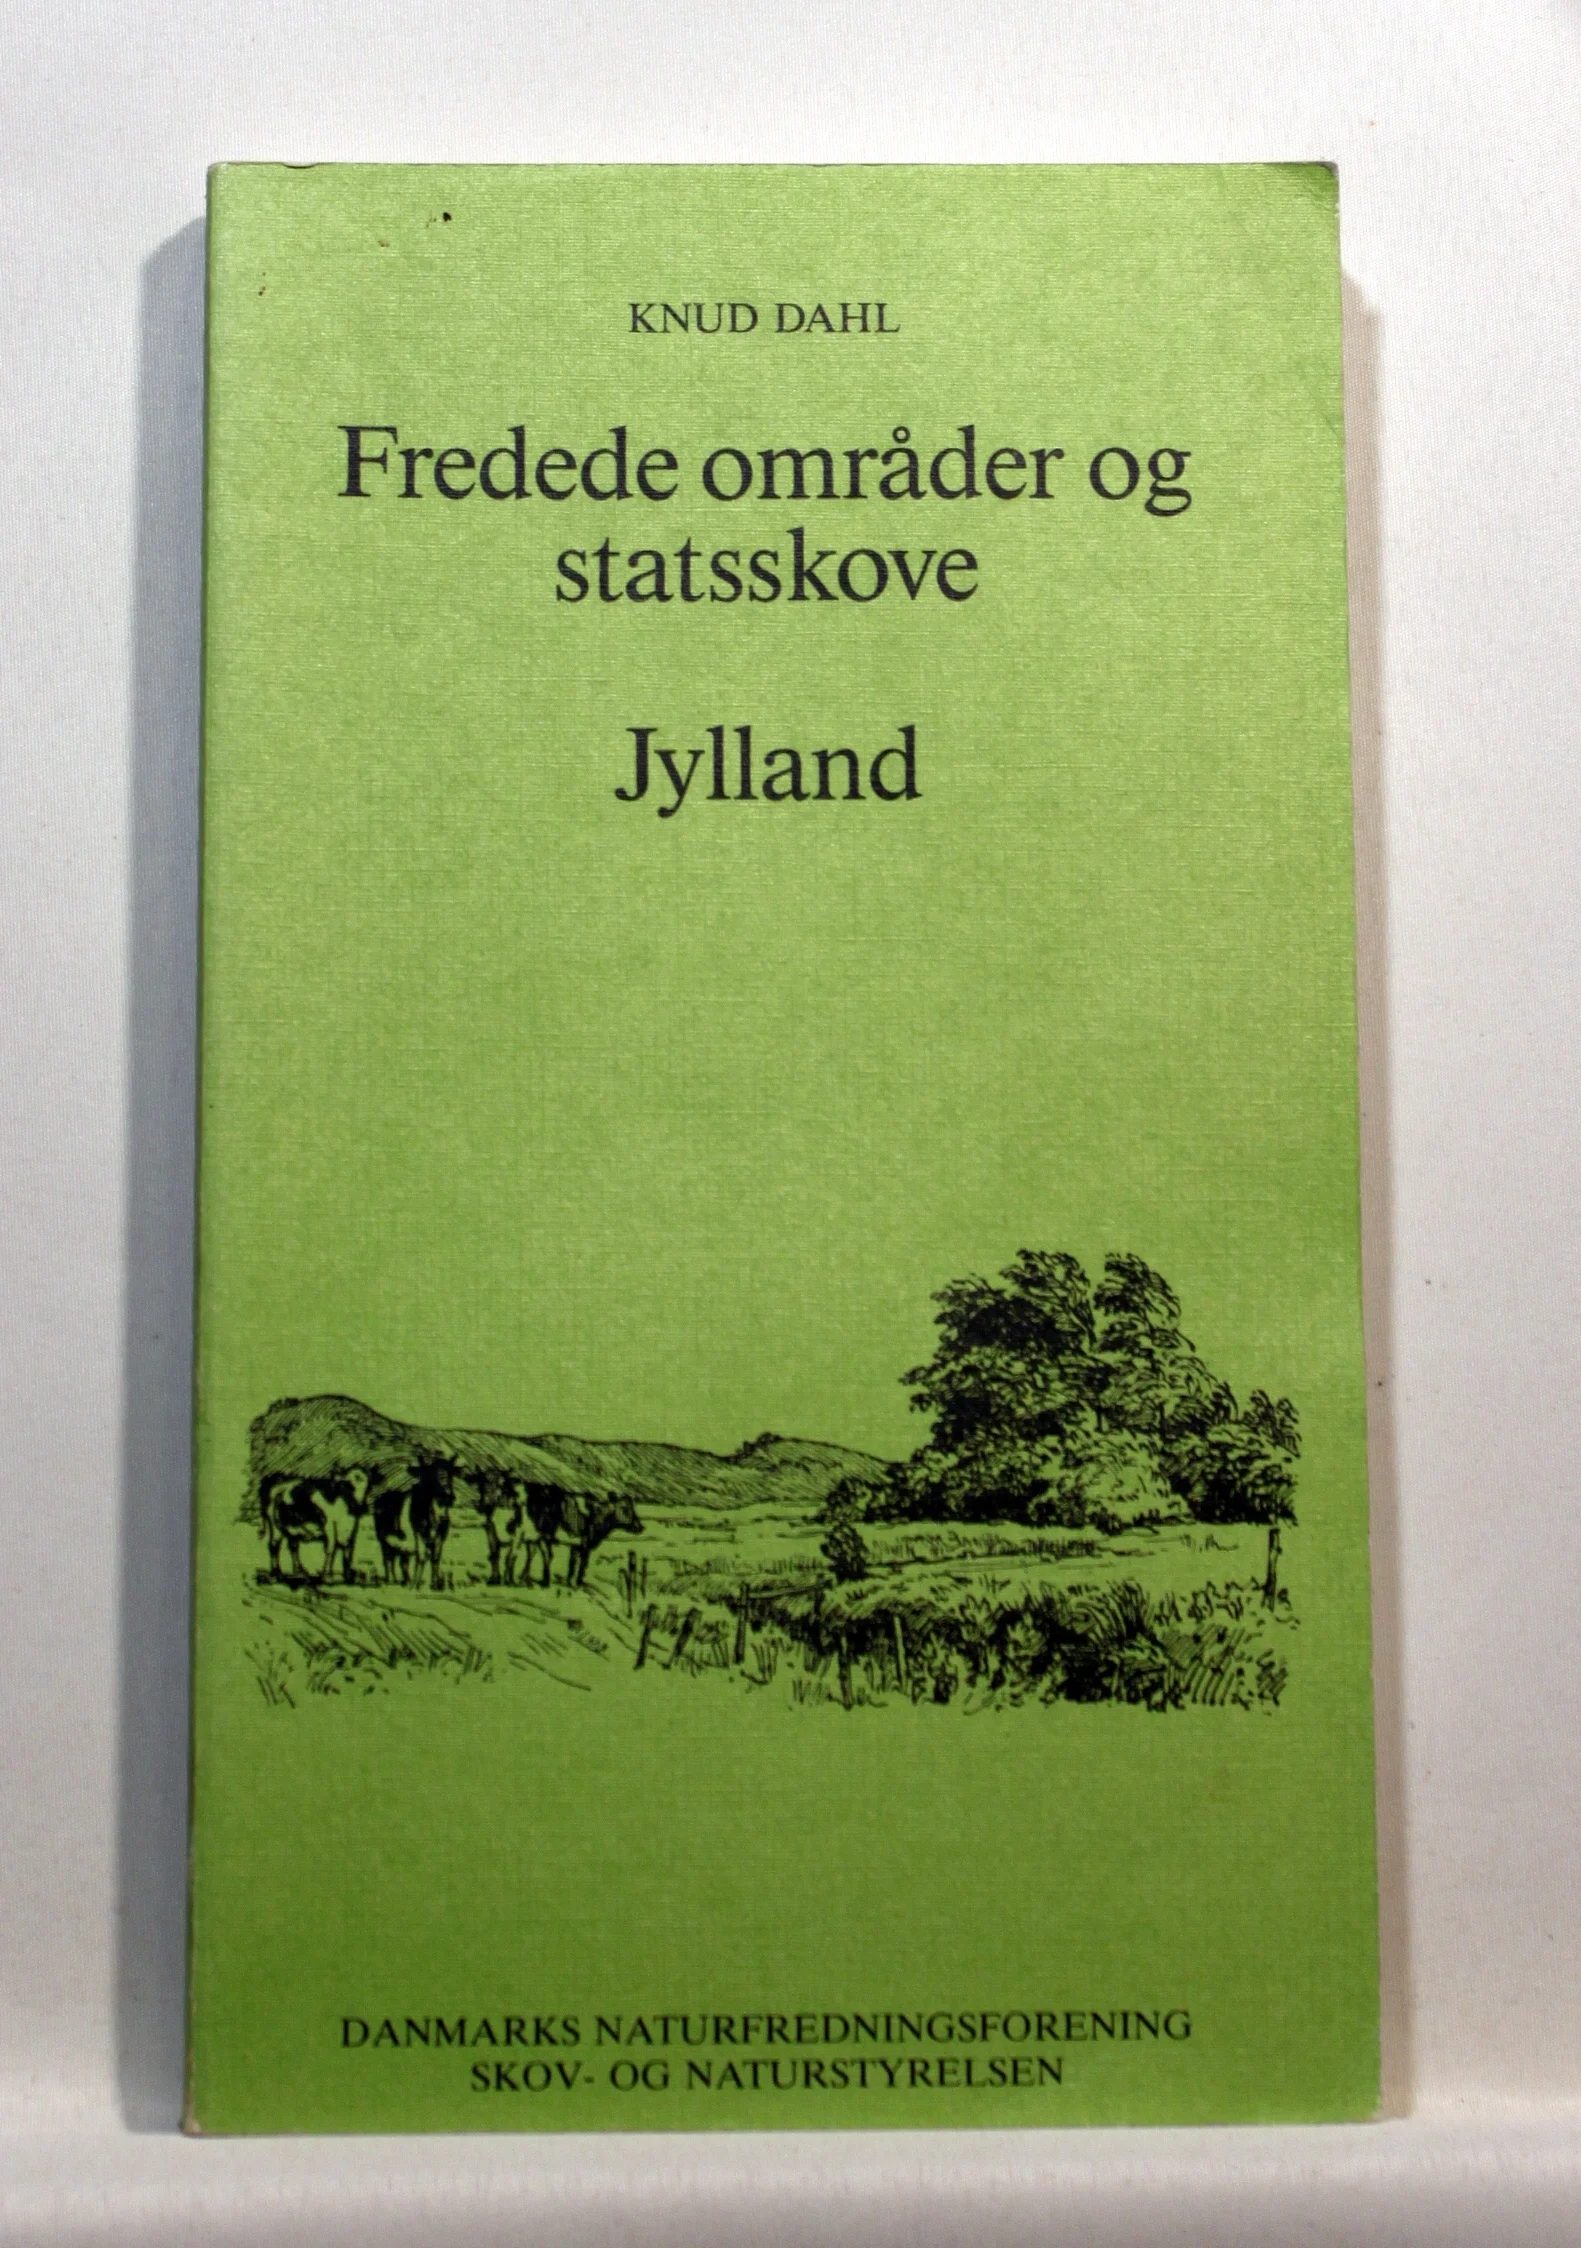 KNUD DAHL
Fredede områder og
statsskove
Jylland
DANMARKS NATURFREDNINGSFORENING
SKOV- OG NATURSTYRELSEN